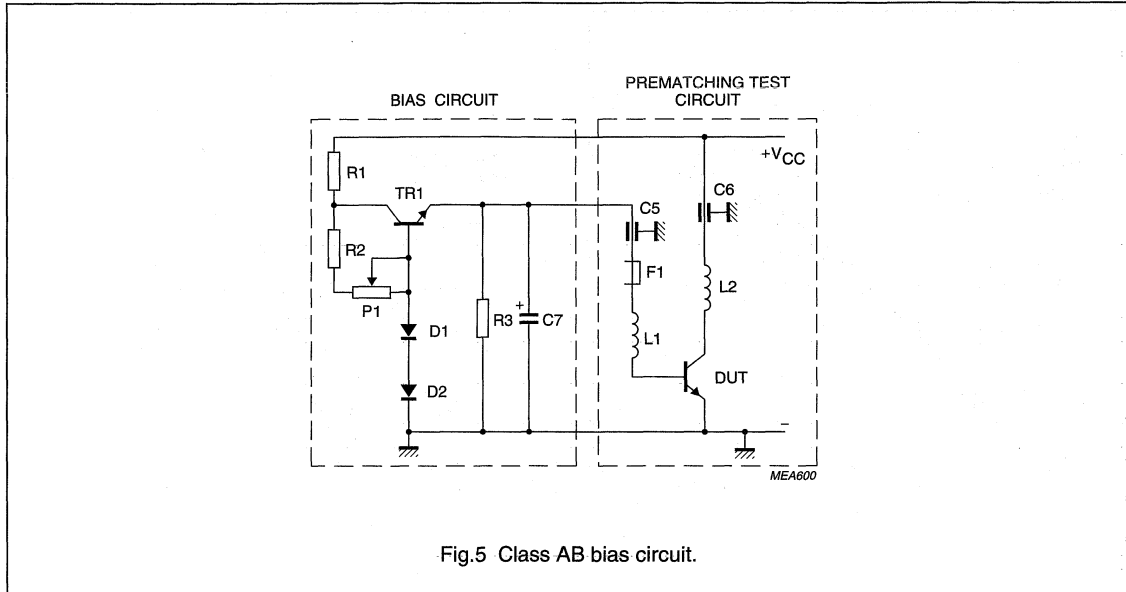 PREMATCHING TEST
CIRCUIT
BIAS CIRCUIT
+VCC
R1
TR1
C6
C5
R2
F1
L2
P1
D1
R3
+
C7
L1
DUT
D2
–
MEA600
Fig.5 Class AB bias circuit.